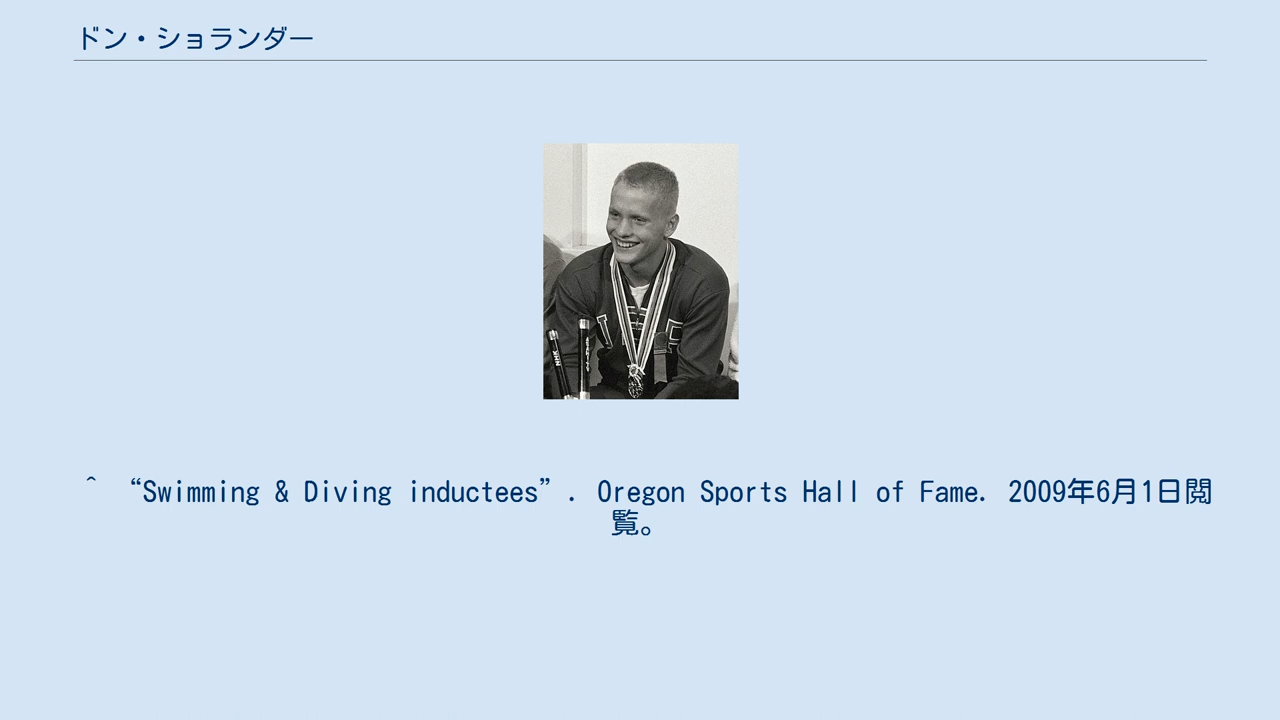 ドン・ショランダー
NHK
^ “Swimming & Diving inductees”. Oregon Sports Hall of Fame. 2009年6月1日閲
覧。